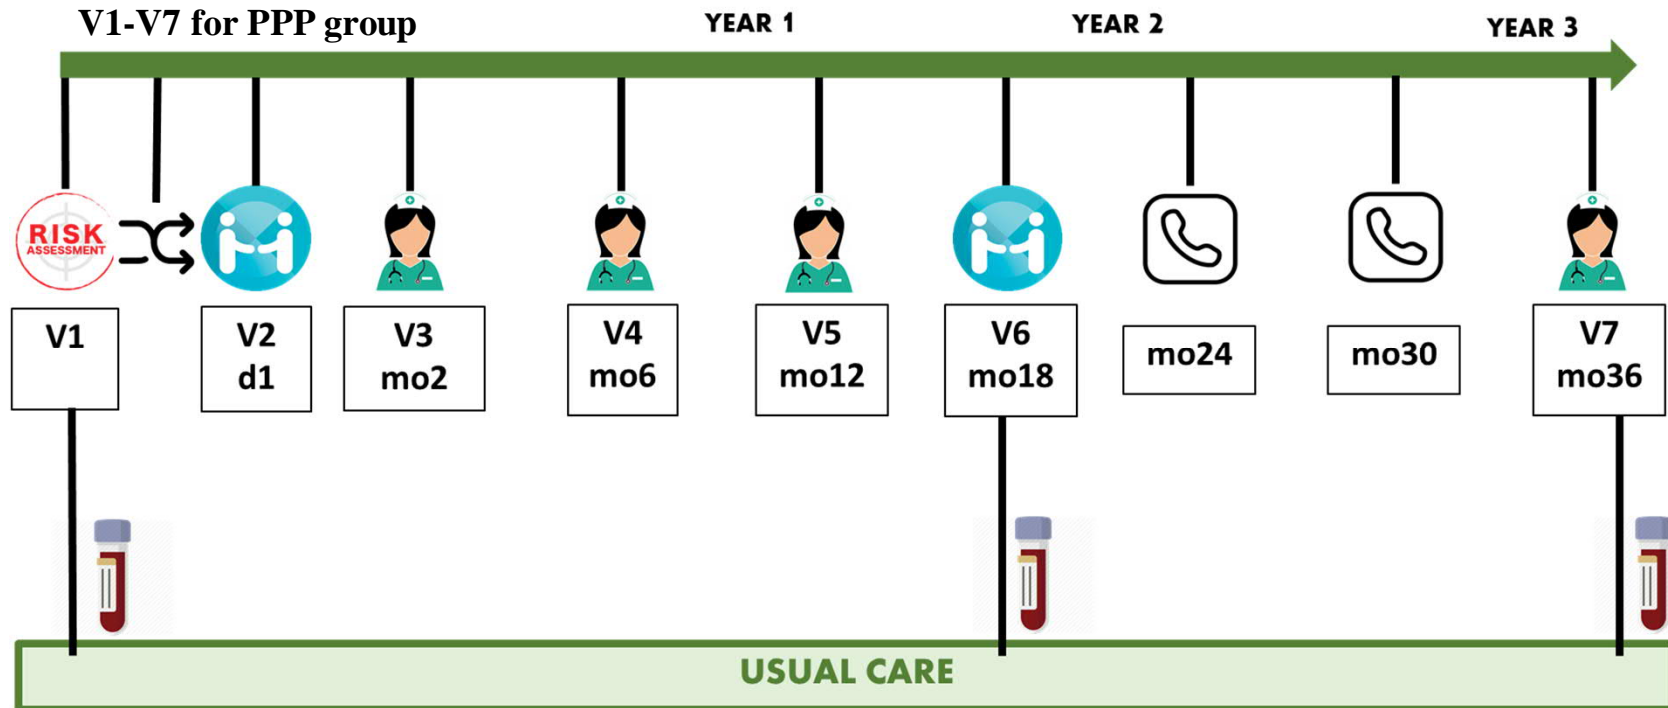 V1-V7 for PPP group
YEAR 1
YEAR 2
YEAR 3
RISK
ASSESSMENT
V1
V2
d1
V3
mo2
V4
mo6
V5
mo12
V6
mo18
mo24
mo30
V7
mo36
USUAL CARE